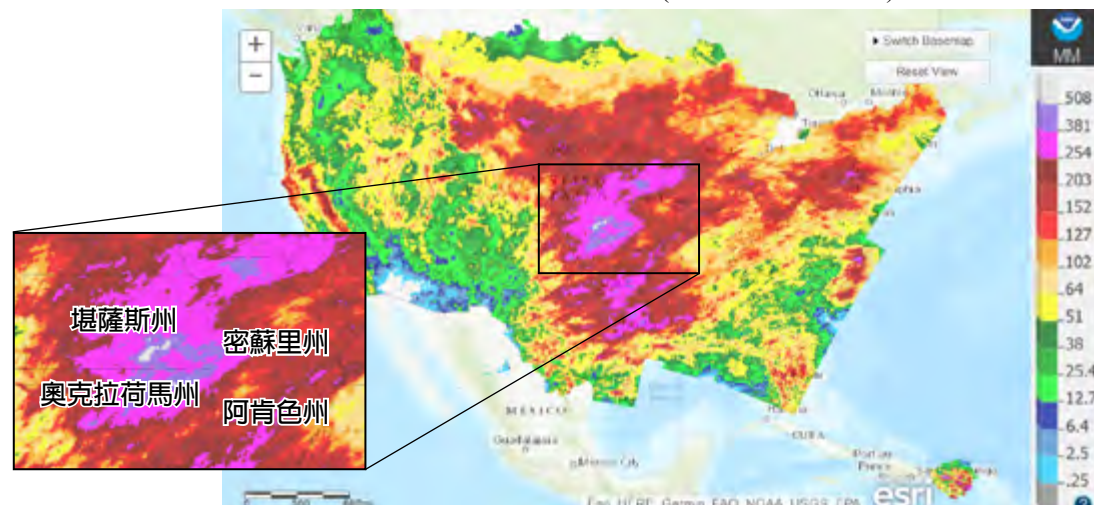 Switch Basemap
Reset View
MM
508
381
254
203
152
127
102
64
51
38
25.4
12.7
6.4
2.5
.25
Ottawa
堪薩斯州
密蘇里州
奧克拉荷馬州
阿肯色州
MÉXICO
Guadalajara
Mexico City
CUBA
Port-au-
Prince
esri